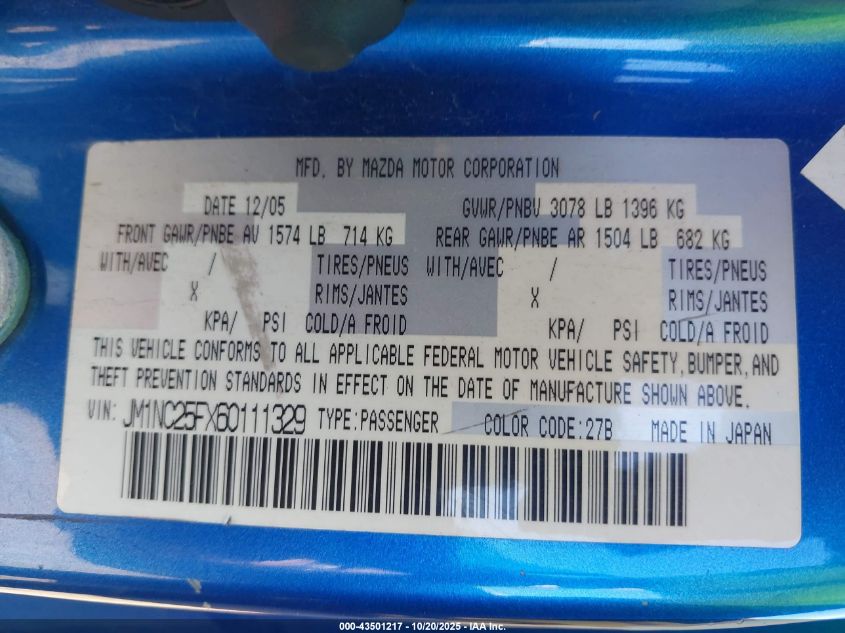 MFD. BY MAZDA MOTOR CORPORATION
DATE 12/05 GVWR/PNBV 3078 LB 1396 KG
FRONT GAWR/PNBE AV 1574 LB 714 KG REAR GAWR/PNBE AR 1504 LB 682 KG
WITH/AVEC / TIRES/PNEUS WITH/AVEC / TIRES/PNEUS
X RIMS/JANTES X RIMS/JANTES
KPA/ PSI COLD/A FROID KPA/ PSI COLD/A FROID
THIS VEHICLE CONFORMS TO ALL APPLICABLE FEDERAL MOTOR VEHICLE SAFETY, BUMPER, AND
THEFT PREVENTION STANDARDS IN EFFECT ON THE DATE OF MANUFACTURE SHOWN ABOVE.
VIN: JM1NC25FX60111329 TYPE:PASSENGER COLOR CODE:27B MADE IN JAPAN
000-43501217 - 10/20/2025 - IAA Inc.